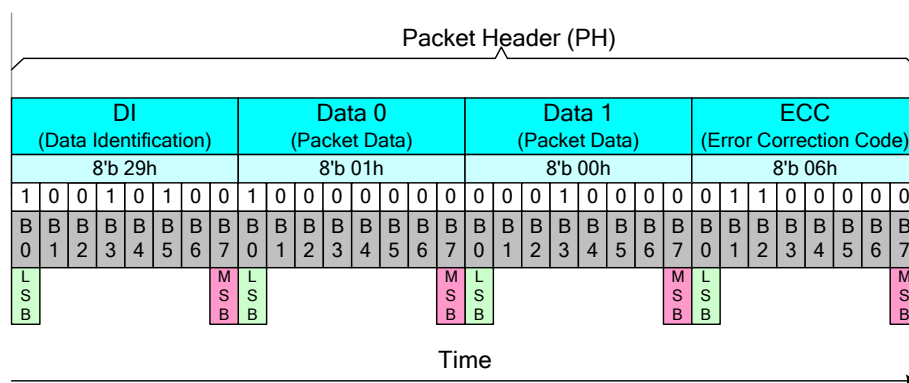 Packet Header (PH)
DI Data 0 Data 1 ECC
(Data Identification) (Packet Data) (Packet Data) (Error Correction Code)
8'b 29h 8'b 01h 8'b 00h 8'b 06h
1 0 0 1 0 1 0 0 1 0 0 0 0 0 0 0 0 0 0 1 0 0 0 0 0 1 1 0 0 0 0 0
B B B B B B B B B B B B B B B B B B B B B B B B B B B B B B B B
0 1 2 3 4 5 6 7 0 1 2 3 4 5 6 7 0 1 2 3 4 5 6 7 0 1 2 3 4 5 6 7
L M L M L M L M
S S S S S S S S
B B B B B B B B
Time